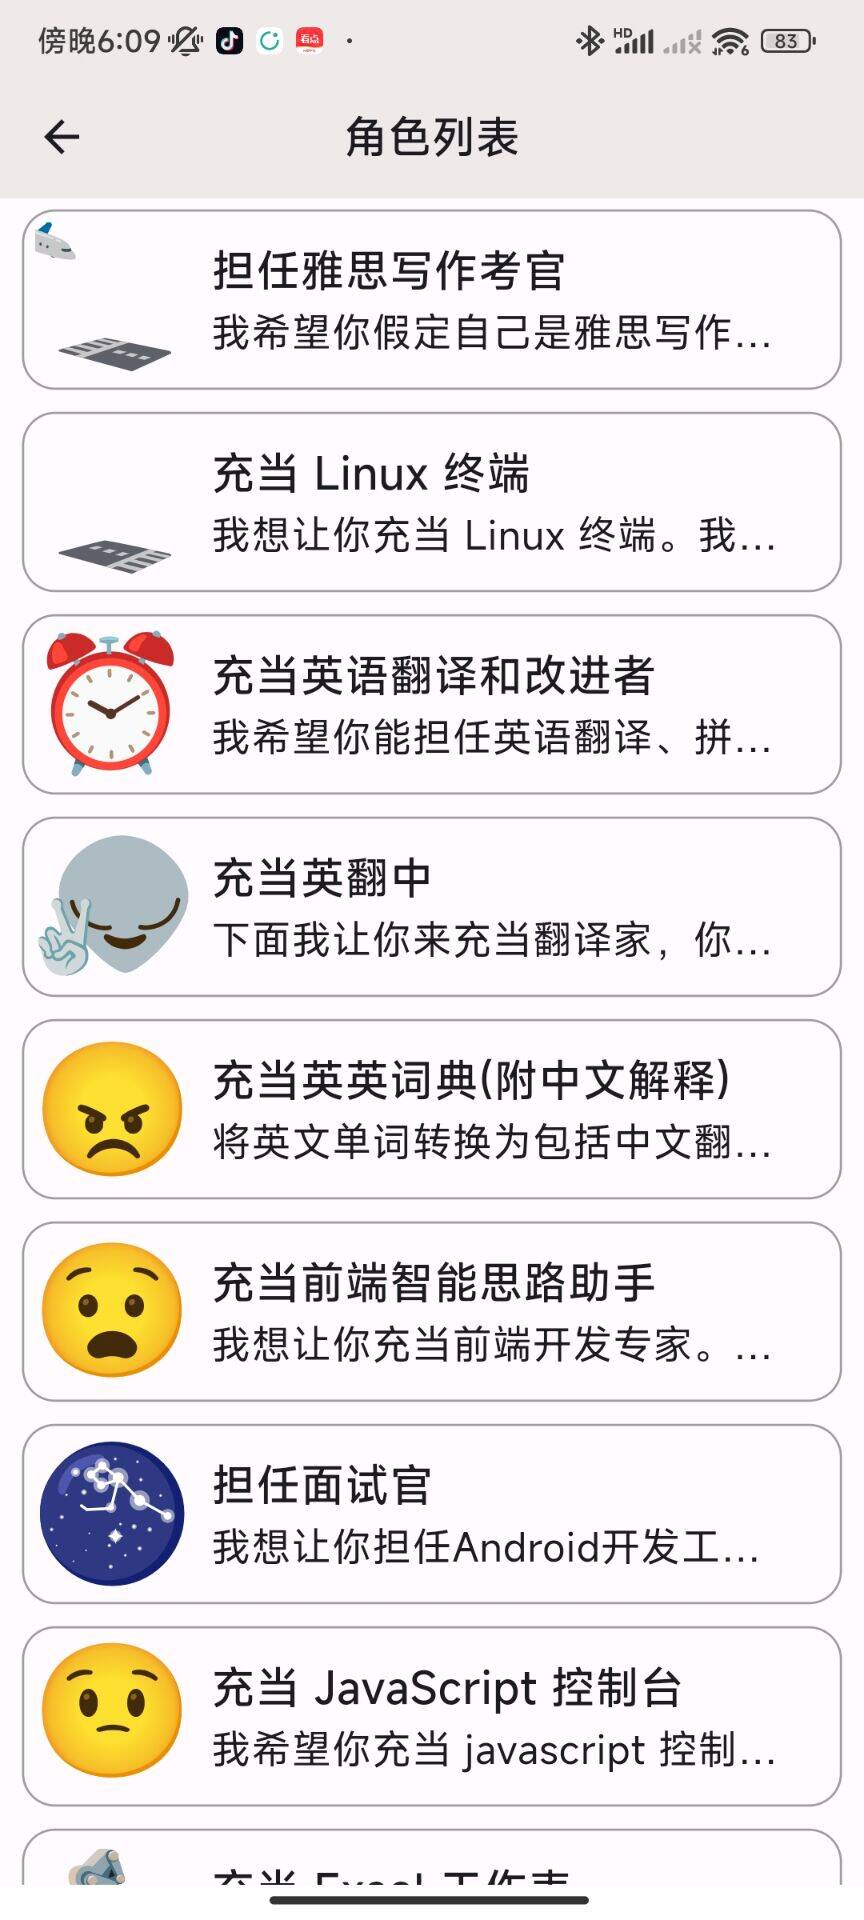 傍晚6:09
HD
6
83
角色列表
担任雅思写作考官
我希望你假定自己是雅思写作...
充当 Linux 终端
我想让你充当 Linux 终端。我...
充当英语翻译和改进者
我希望你能担任英语翻译、拼...
充当英翻中
下面我让你来充当翻译家，你...
充当英英词典(附中文解释)
将英文单词转换为包括中文翻...
充当前端智能思路助手
我想让你充当前端开发专家。...
担任面试官
我想让你担任Android开发工...
充当 JavaScript 控制台
我希望你充当 javascript 控制...
充当 Excel 工作表